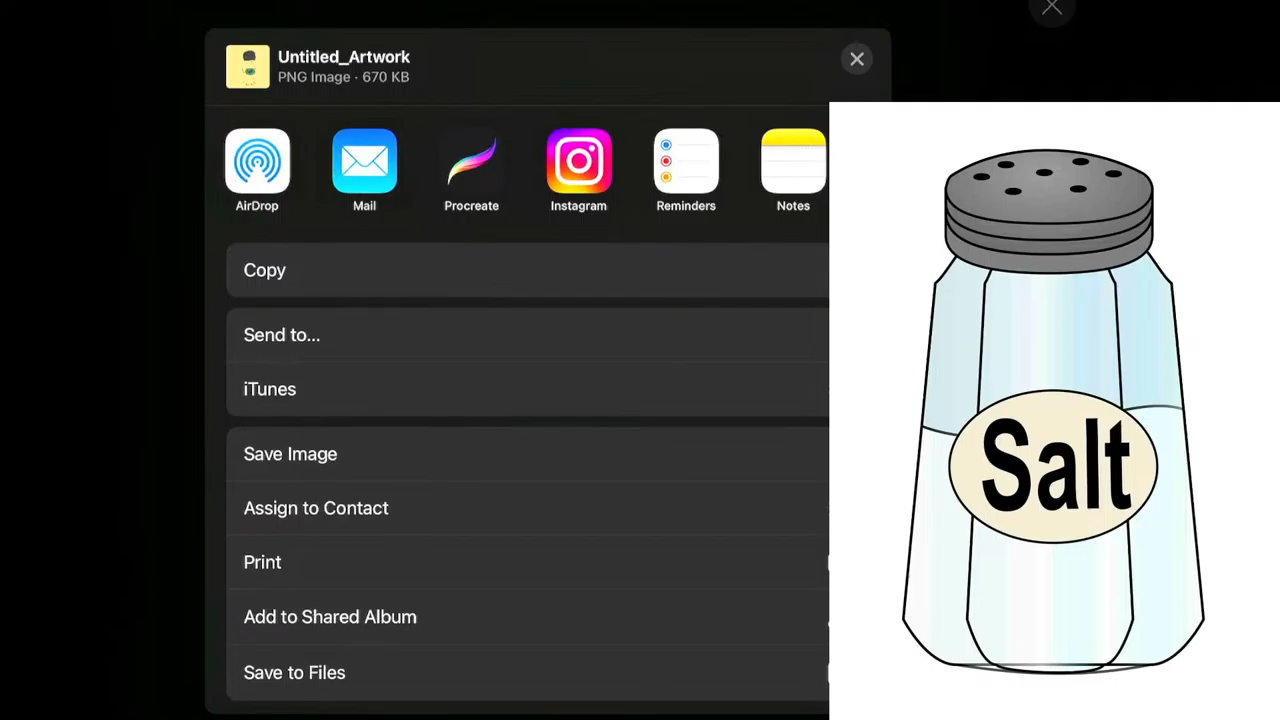 Untitled_Artwork
PNG Image · 670 KB
AirDrop
Mail
Procreate
Instagram
Reminders
Notes
Copy
Send to...
iTunes
Save Image
Assign to Contact
Print
Add to Shared Album
Save to Files
Salt